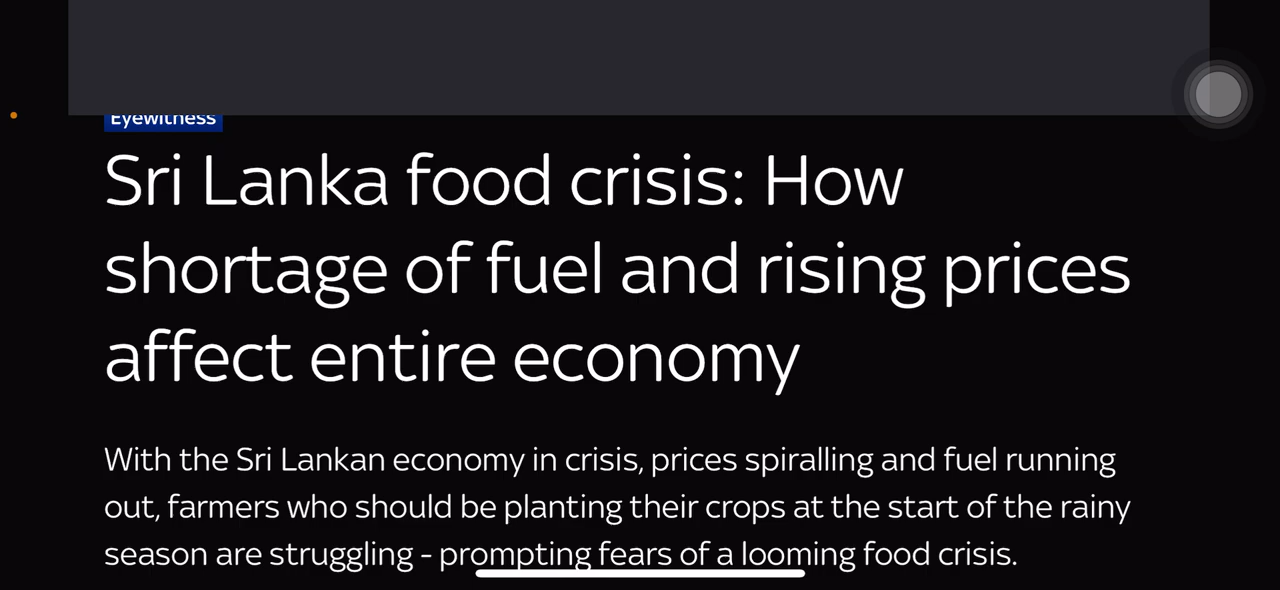 Eyewitness
Sri Lanka food crisis: How
shortage of fuel and rising prices
affect entire economy
With the Sri Lankan economy in crisis, prices spiralling and fuel running
out, farmers who should be planting their crops at the start of the rainy
season are struggling - prompting fears of a looming food crisis.